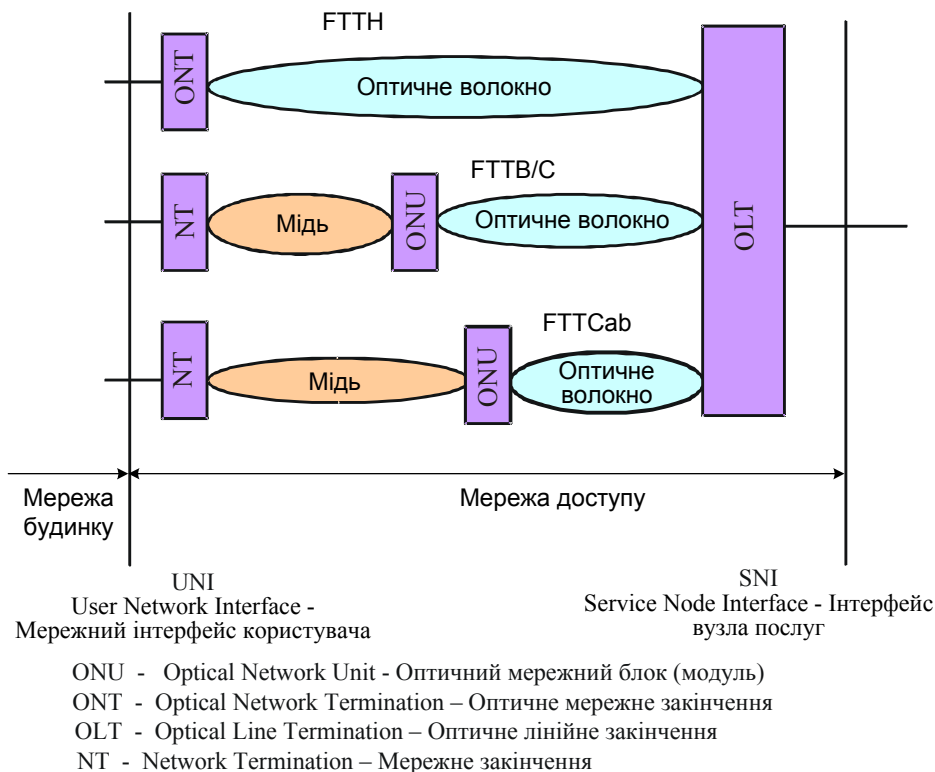 FTTH
ONT
Оптичне волокно
FTTB/C
NT
Мідь
ONU
Оптичне волокно
OLT
FTTCab
NT
Мідь
ONU
Оптичне
волокно
Мережа
будинку
Мережа доступу
UNI
User Network Interface -
Мережний інтерфейс користувача
SNI
Service Node Interface - Інтерфейс
вузла послуг
ONU - Optical Network Unit - Оптичний мережний блок (модуль)
ONT - Optical Network Termination – Оптичне мережне закінчення
OLT - Optical Line Termination – Оптичне лінійне закінчення
NT - Network Termination – Мережне закінчення